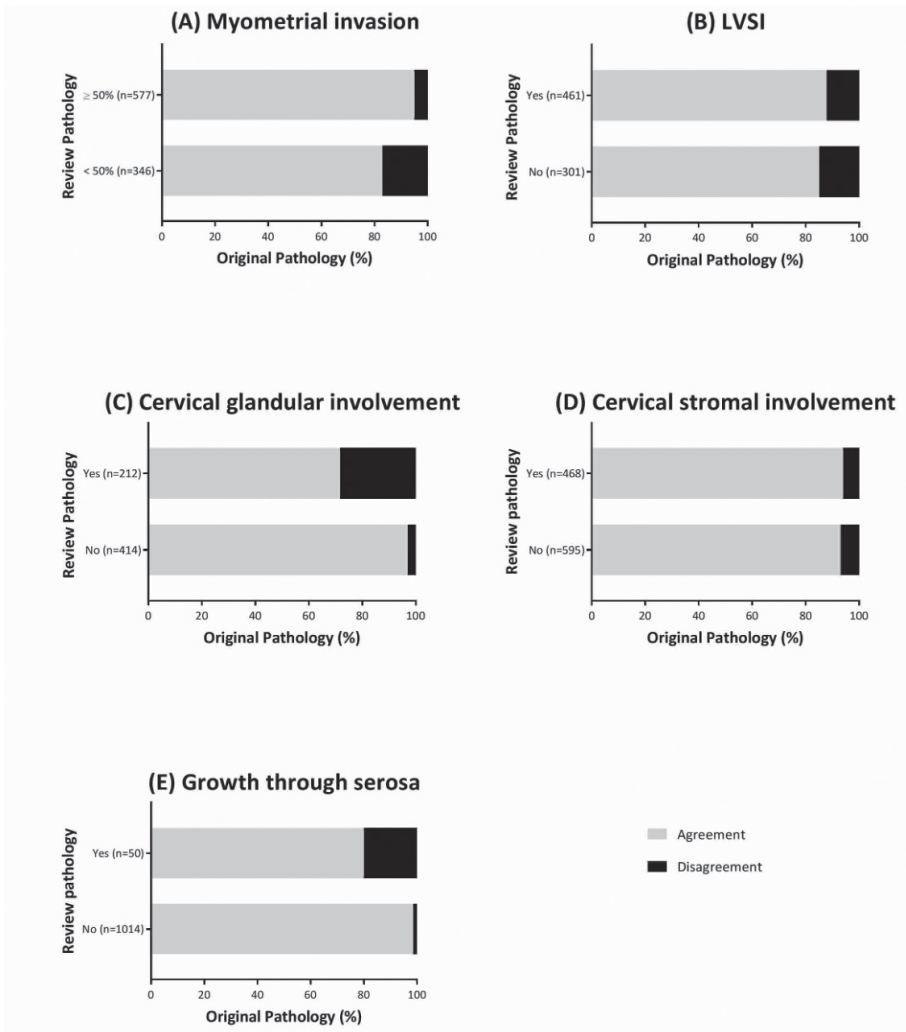 (A) Myometrial invasion
Review Pathology
≥ 50% (n=577)
< 50% (n=346)
0 20 40 60 80 100
Original Pathology (%)
(B) LVSI
Review Pathology
Yes (n=461)
No (n=301)
0 20 40 60 80 100
Original Pathology (%)
(C) Cervical glandular involvement
Review Pathology
Yes (n=212)
No (n=414)
0 20 40 60 80 100
Original Pathology (%)
(D) Cervical stromal involvement
Review pathology
Yes (n=468)
No (n=595)
0 20 40 60 80 100
Original Pathology (%)
(E) Growth through serosa
Review pathology
Yes (n=50)
No (n=1014)
0 20 40 60 80 100
Original Pathology (%)
Agreement
Disagreement